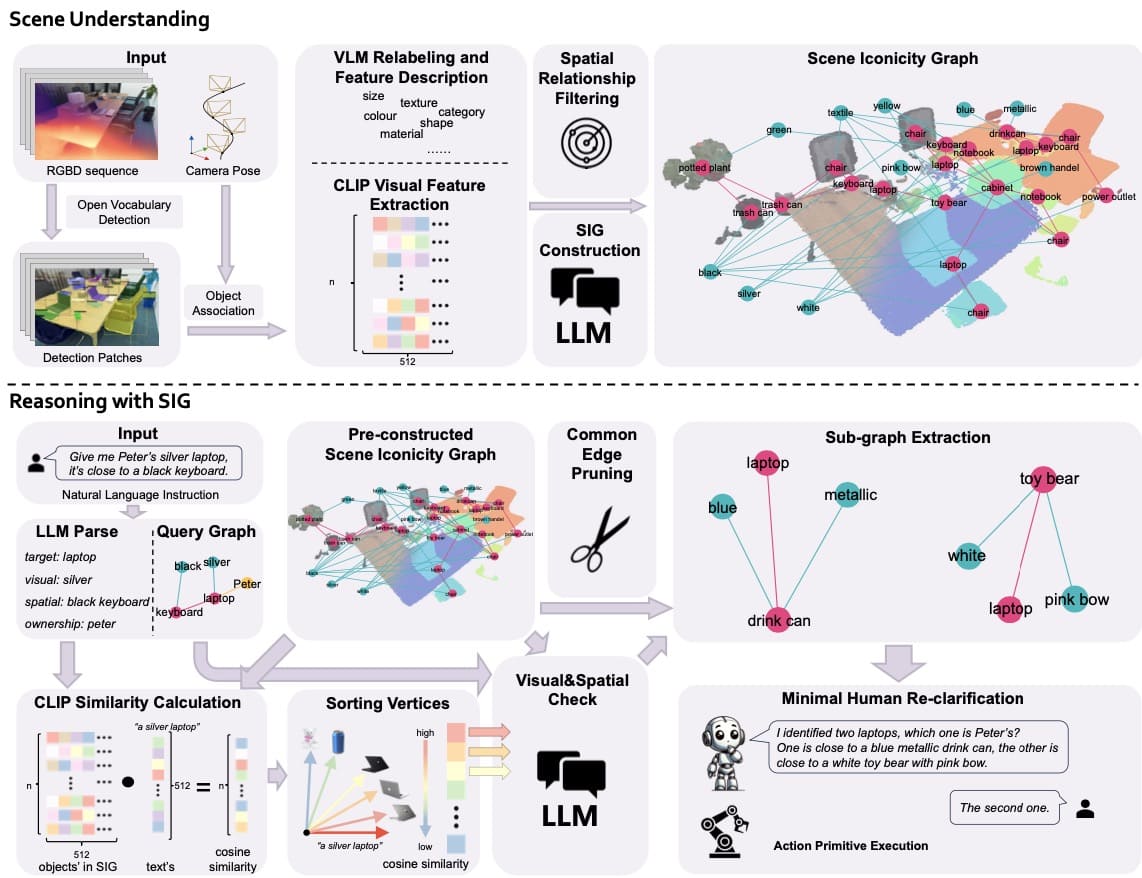 Scene Understanding
Input
RGBD sequence
Camera Pose
Open Vocabulary
Detection
Object
Association
Detection Patches
VLM Relabeling and
Feature Description
size
texture
colour
category
shape
material
......
CLIP Visual Feature
Extraction
n
512
Spatial
Relationship
Filtering
SIG
Construction
LLM
Scene Iconicity Graph
textile
yellow
blue
metallic
green
chair
drinkcan
chair
keyboard
notebook
laptop
keyboard
potted plant
chair
pink bow
laptop
brown handel
keyboard
laptop
cabinet
notebook
power outlet
trash can
trash can
toy bear
chair
black
laptop
silver
white
chair
Reasoning with SIG
Input
Give me Peter's silver laptop,
it's close to a black keyboard.
Natural Language Instruction
LLM Parse
target: laptop
visual: silver
spatial: black keyboard
ownership: peter
Query Graph
black
silver
Peter
laptop
keyboard
Pre-constructed
Scene Iconicity Graph
Common
Edge
Pruning
Sub-graph Extraction
laptop
blue
metallic
drink can
toy bear
white
laptop
pink bow
CLIP Similarity Calculation
"a silver laptop"
n
512
=
n
512
objects' in SIG
text's
cosine
similarity
Sorting Vertices
high
low
"a silver laptop"
cosine similarity
Visual&Spatial
Check
LLM
Minimal Human Re-clarification
I identified two laptops, which one is Peter's?
One is close to a blue metallic drink can, the other is
close to a white toy bear with pink bow.
The second one.
Action Primitive Execution